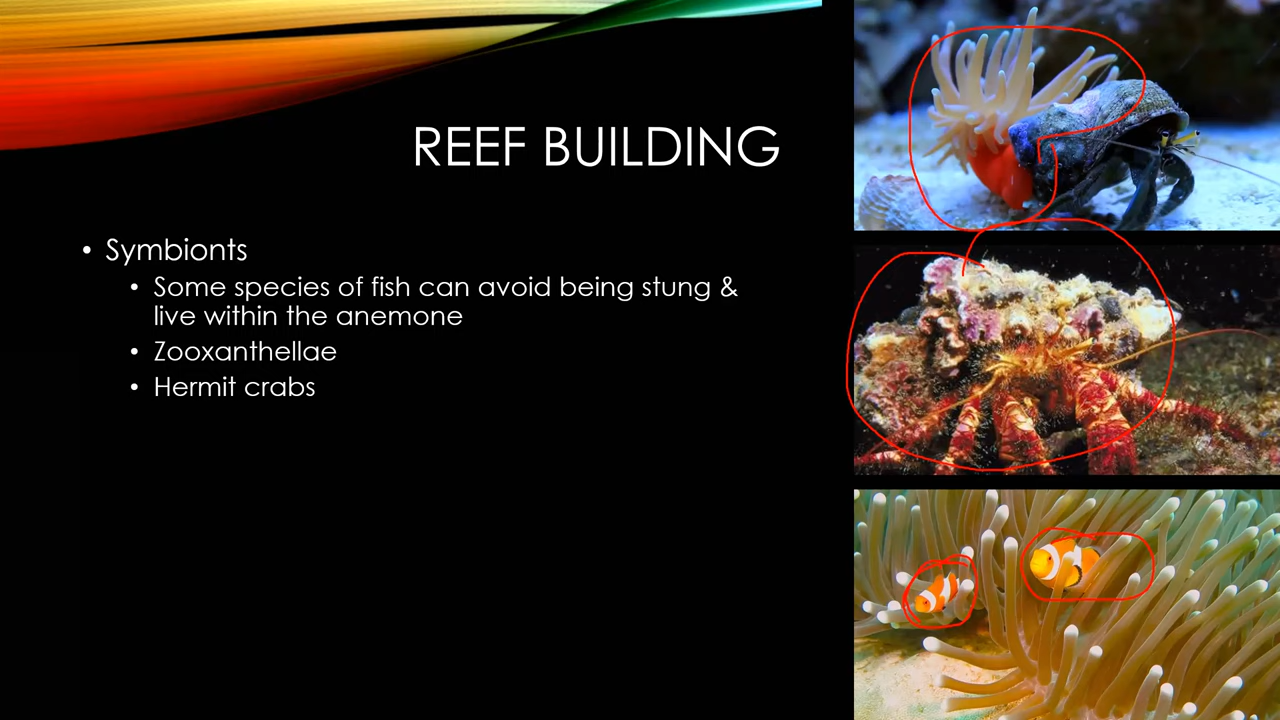 REEF BUILDING
• Symbionts
• Some species of fish can avoid being stung &
live within the anemone
• Zooxanthellae
• Hermit crabs